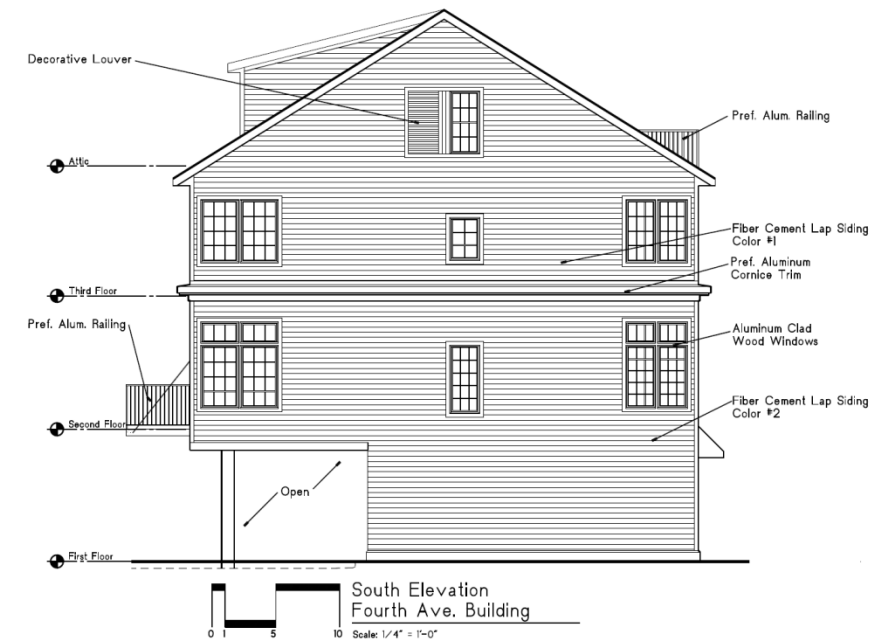 Decorative Louver
Pref. Alum. Railing
Attic
Fiber Cement Lap Siding
Color #1
Pref. Aluminum
Cornice Trim
Third Floor
Pref. Alum. Railing
Aluminum Clad
Wood Windows
Fiber Cement Lap Siding
Color #2
Second Floor
Open
First Floor
South Elevation
Fourth Ave. Building
0 1 5 10
Scale: 1/4" = 1'-0"